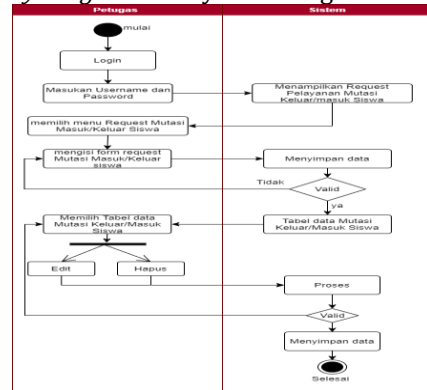 Petugas
Sistem
mulai
Login
Masukan Username dan
Password
Menampilkan Request
Pelayanan Mutasi
Keluar/masuk Siswa
memilih menu Request Mutasi
Masuk/Keluar Siswa
mengisi form request
Mutasi Masuk/Keluar
siswa
Menyimpan data
Tidak
Valid
ya
Memilih Tabel data
Mutasi Keluar/Masuk
Siswa
Tabel data Mutasi
Keluar/Masuk Siswa
Edit
Hapus
Proses
Valid
Menyimpan data
Selesai